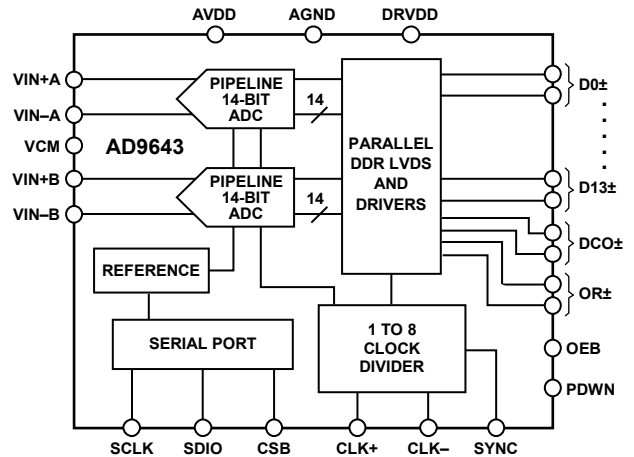 AVDD AGND DRVDD
VIN+A
VIN–A
VCM
VIN+B
VIN–B
AD9643
PIPELINE
14-BIT
ADC
14
PIPELINE
14-BIT
ADC
14
PARALLEL
DDR LVDS
AND
DRIVERS
D0±
D13±
DCO±
OR±
OEB
PDWN
REFERENCE
SERIAL PORT
1 TO 8
CLOCK
DIVIDER
SCLK SDIO CSB CLK+ CLK– SYNC